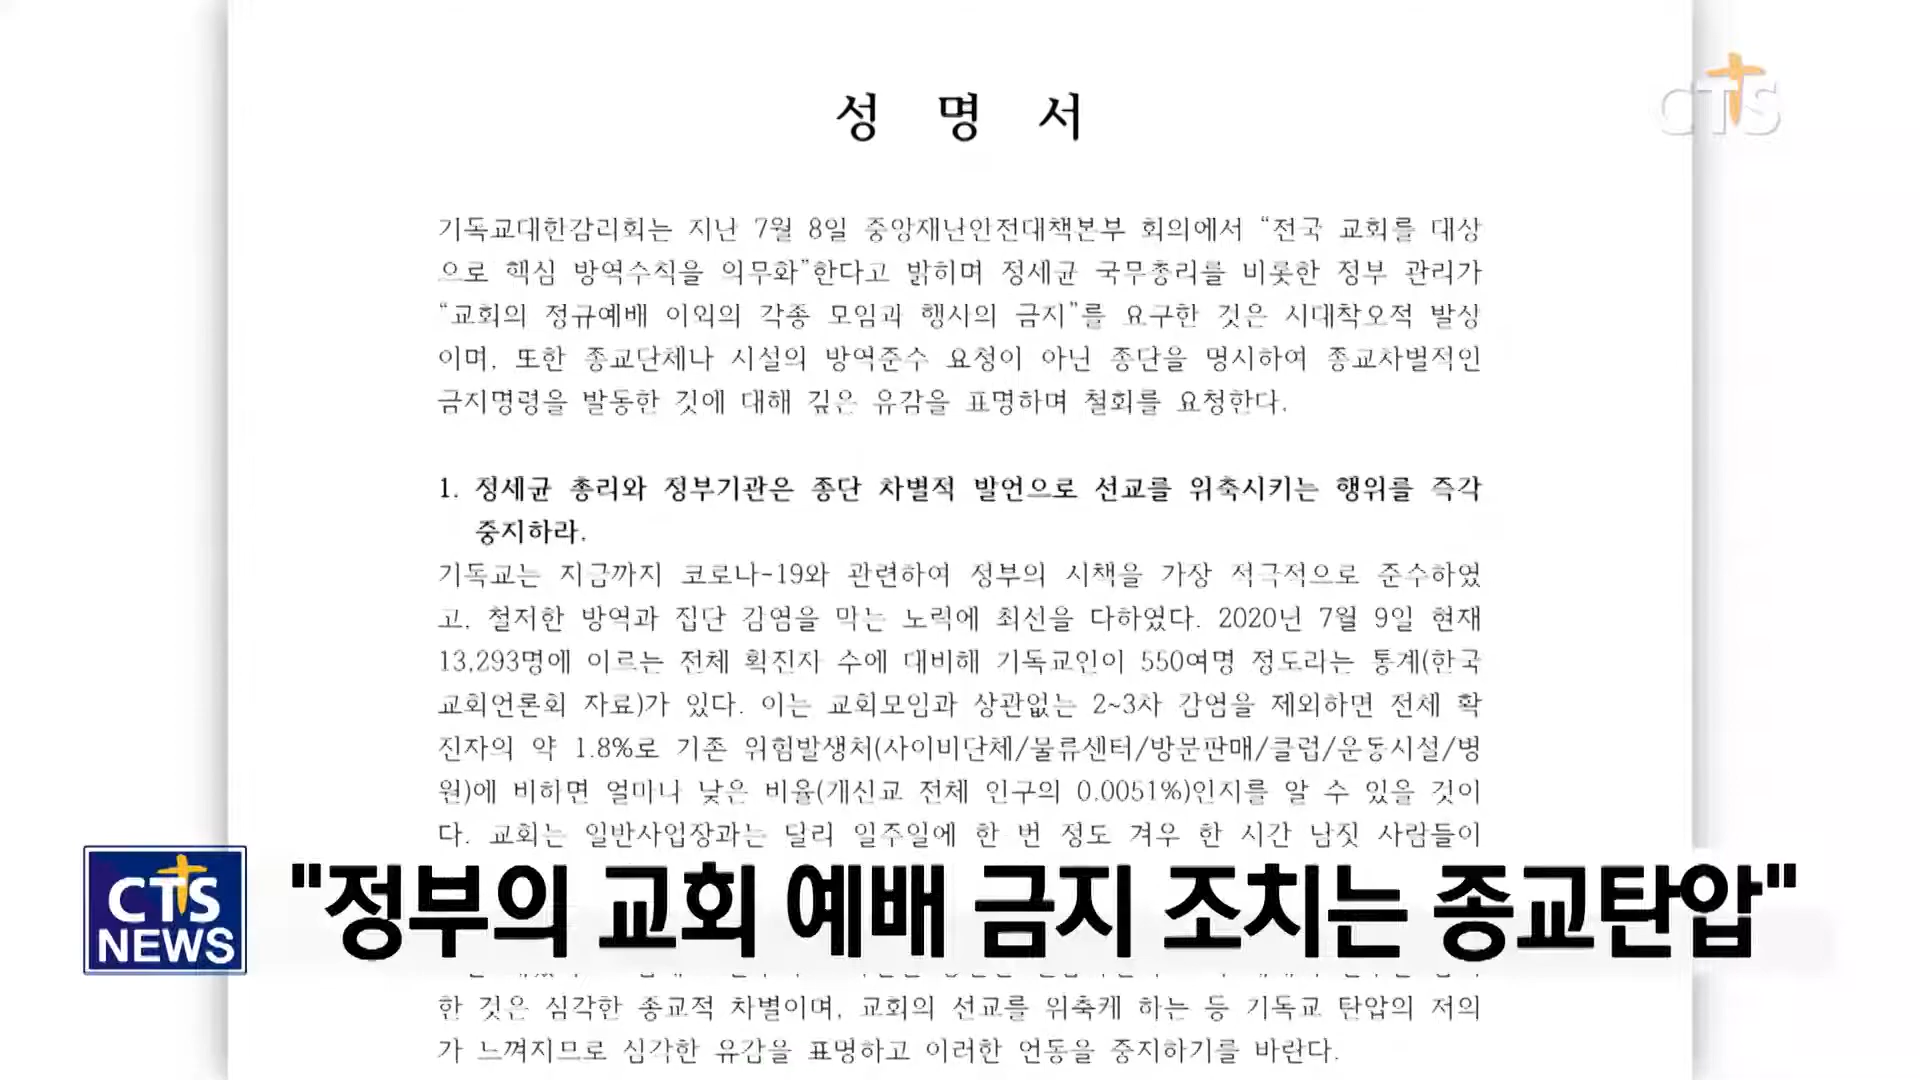 성 명 서
CTS
기독교대한감리회는 지난 7월 8일 중앙재난안전대책본부 회의에서 “전국 교회를 대상
으로 핵심 방역수칙을 의무화”한다고 밝히며 정세균 국무총리를 비롯한 정부 관리가
“교회의 정규예배 이외의 각종 모임과 행사의 금지”를 요구한 것은 시대착오적 발상
이며, 또한 종교단체나 시설의 방역준수 요청이 아닌 종단을 명시하여 종교차별적인
금지명령을 발동한 것에 대해 깊은 유감을 표명하며 철회를 요청한다.
1. 정세균 총리와 정부기관은 종단 차별적 발언으로 선교를 위축시키는 행위를 즉각
중지하라.
기독교는 지금까지 코로나-19와 관련하여 정부의 시책을 가장 적극적으로 준수하였
고, 철저한 방역과 집단 감염을 막는 노력에 최선을 다하였다. 2020년 7월 9일 현재
13,293명에 이르는 전체 확진자 수에 대비해 기독교인이 550여명 정도라는 통계(한국
교회언론회 자료)가 있다. 이는 교회모임과 상관없는 2~3차 감염을 제외하면 전체 확
진자의 약 1.8%로 기존 위험발생처(사이비단체/물류센터/방문판매/클럽/운동시설/병
원)에 비하면 얼마나 낮은 비율(개신교 전체 인구의 0.0051%)인지를 알 수 있을 것이
다. 교회는 일반사업장과는 달리 일주일에 한 번 정도 겨우 한 시간 남짓 사람들이
CTS
NEWS
"정부의 교회 예배 금지 조치는 종교탄압"
한 것은 심각한 종교적 차별이며, 교회의 선교를 위축케 하는 등 기독교 탄압의 저의
가 느껴지므로 심각한 유감을 표명하고 이러한 언동을 중지하기를 바란다.